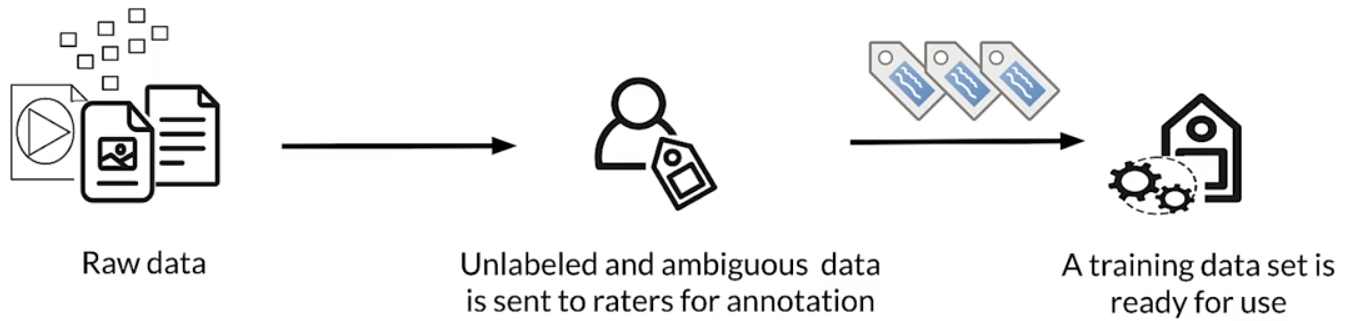 Raw data
Unlabeled and ambiguous data
is sent to raters for annotation
A training data set is
ready for use